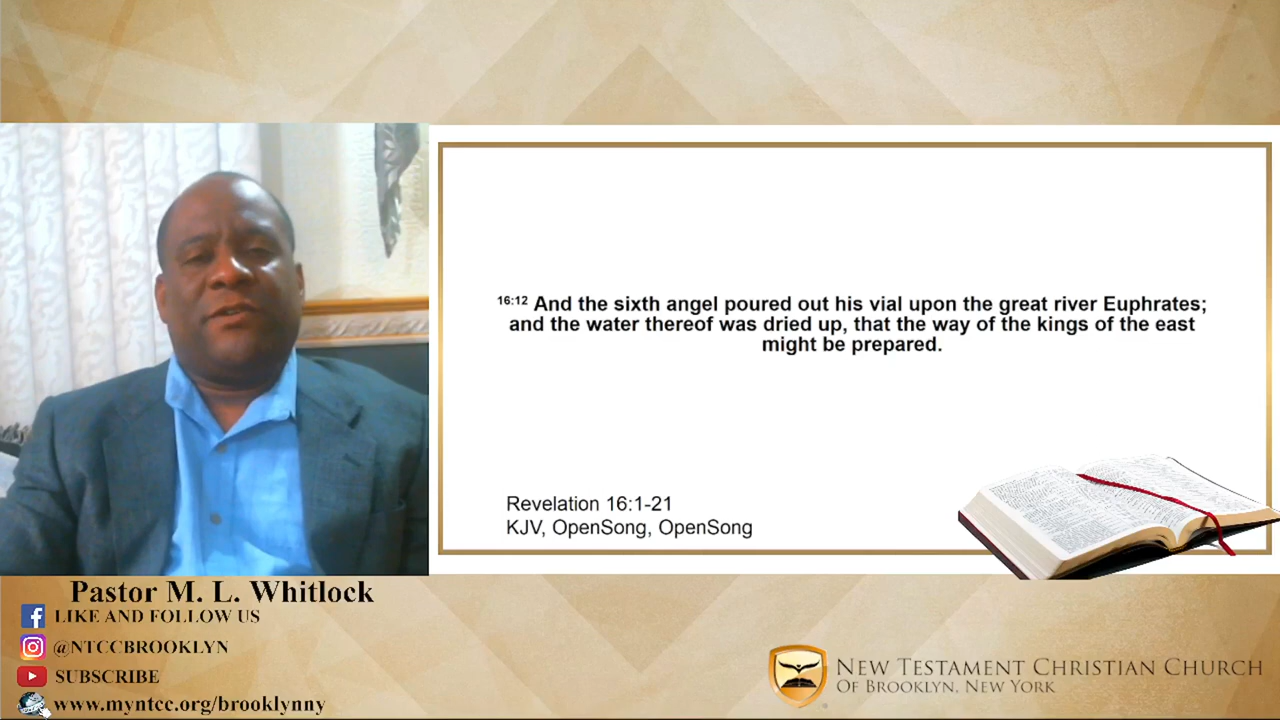 16:12 And the sixth angel poured out his vial upon the great river Euphrates;
and the water thereof was dried up, that the way of the kings of the east
might be prepared.
Revelation 16:1-21
KJV, OpenSong, OpenSong
Pastor M. L. Whitlock
LIKE AND FOLLOW US
@NTCCBROOKLYN
SUBSCRIBE
www.myntcc.org/brooklynny
New Testament Christian Church
Of Brooklyn, New York